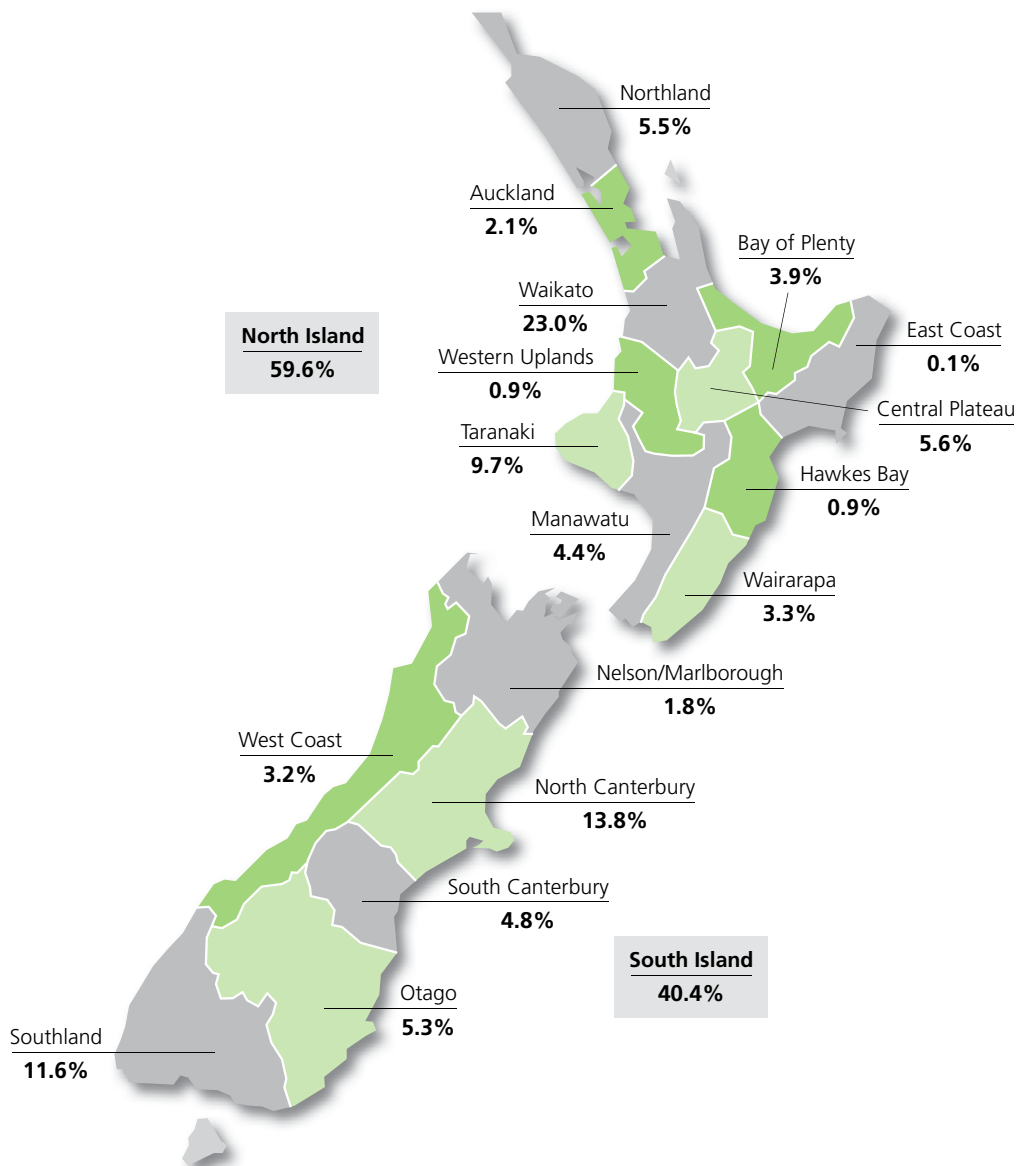 Northland
5.5%
Auckland
2.1%
Bay of Plenty
3.9%
Waikato
23.0%
East Coast
0.1%
North Island
59.6%
Western Uplands
0.9%
Central Plateau
5.6%
Taranaki
9.7%
Hawkes Bay
0.9%
Manawatu
4.4%
Wairarapa
3.3%
Nelson/Marlborough
1.8%
West Coast
3.2%
North Canterbury
13.8%
South Canterbury
4.8%
South Island
40.4%
Otago
5.3%
Southland
11.6%